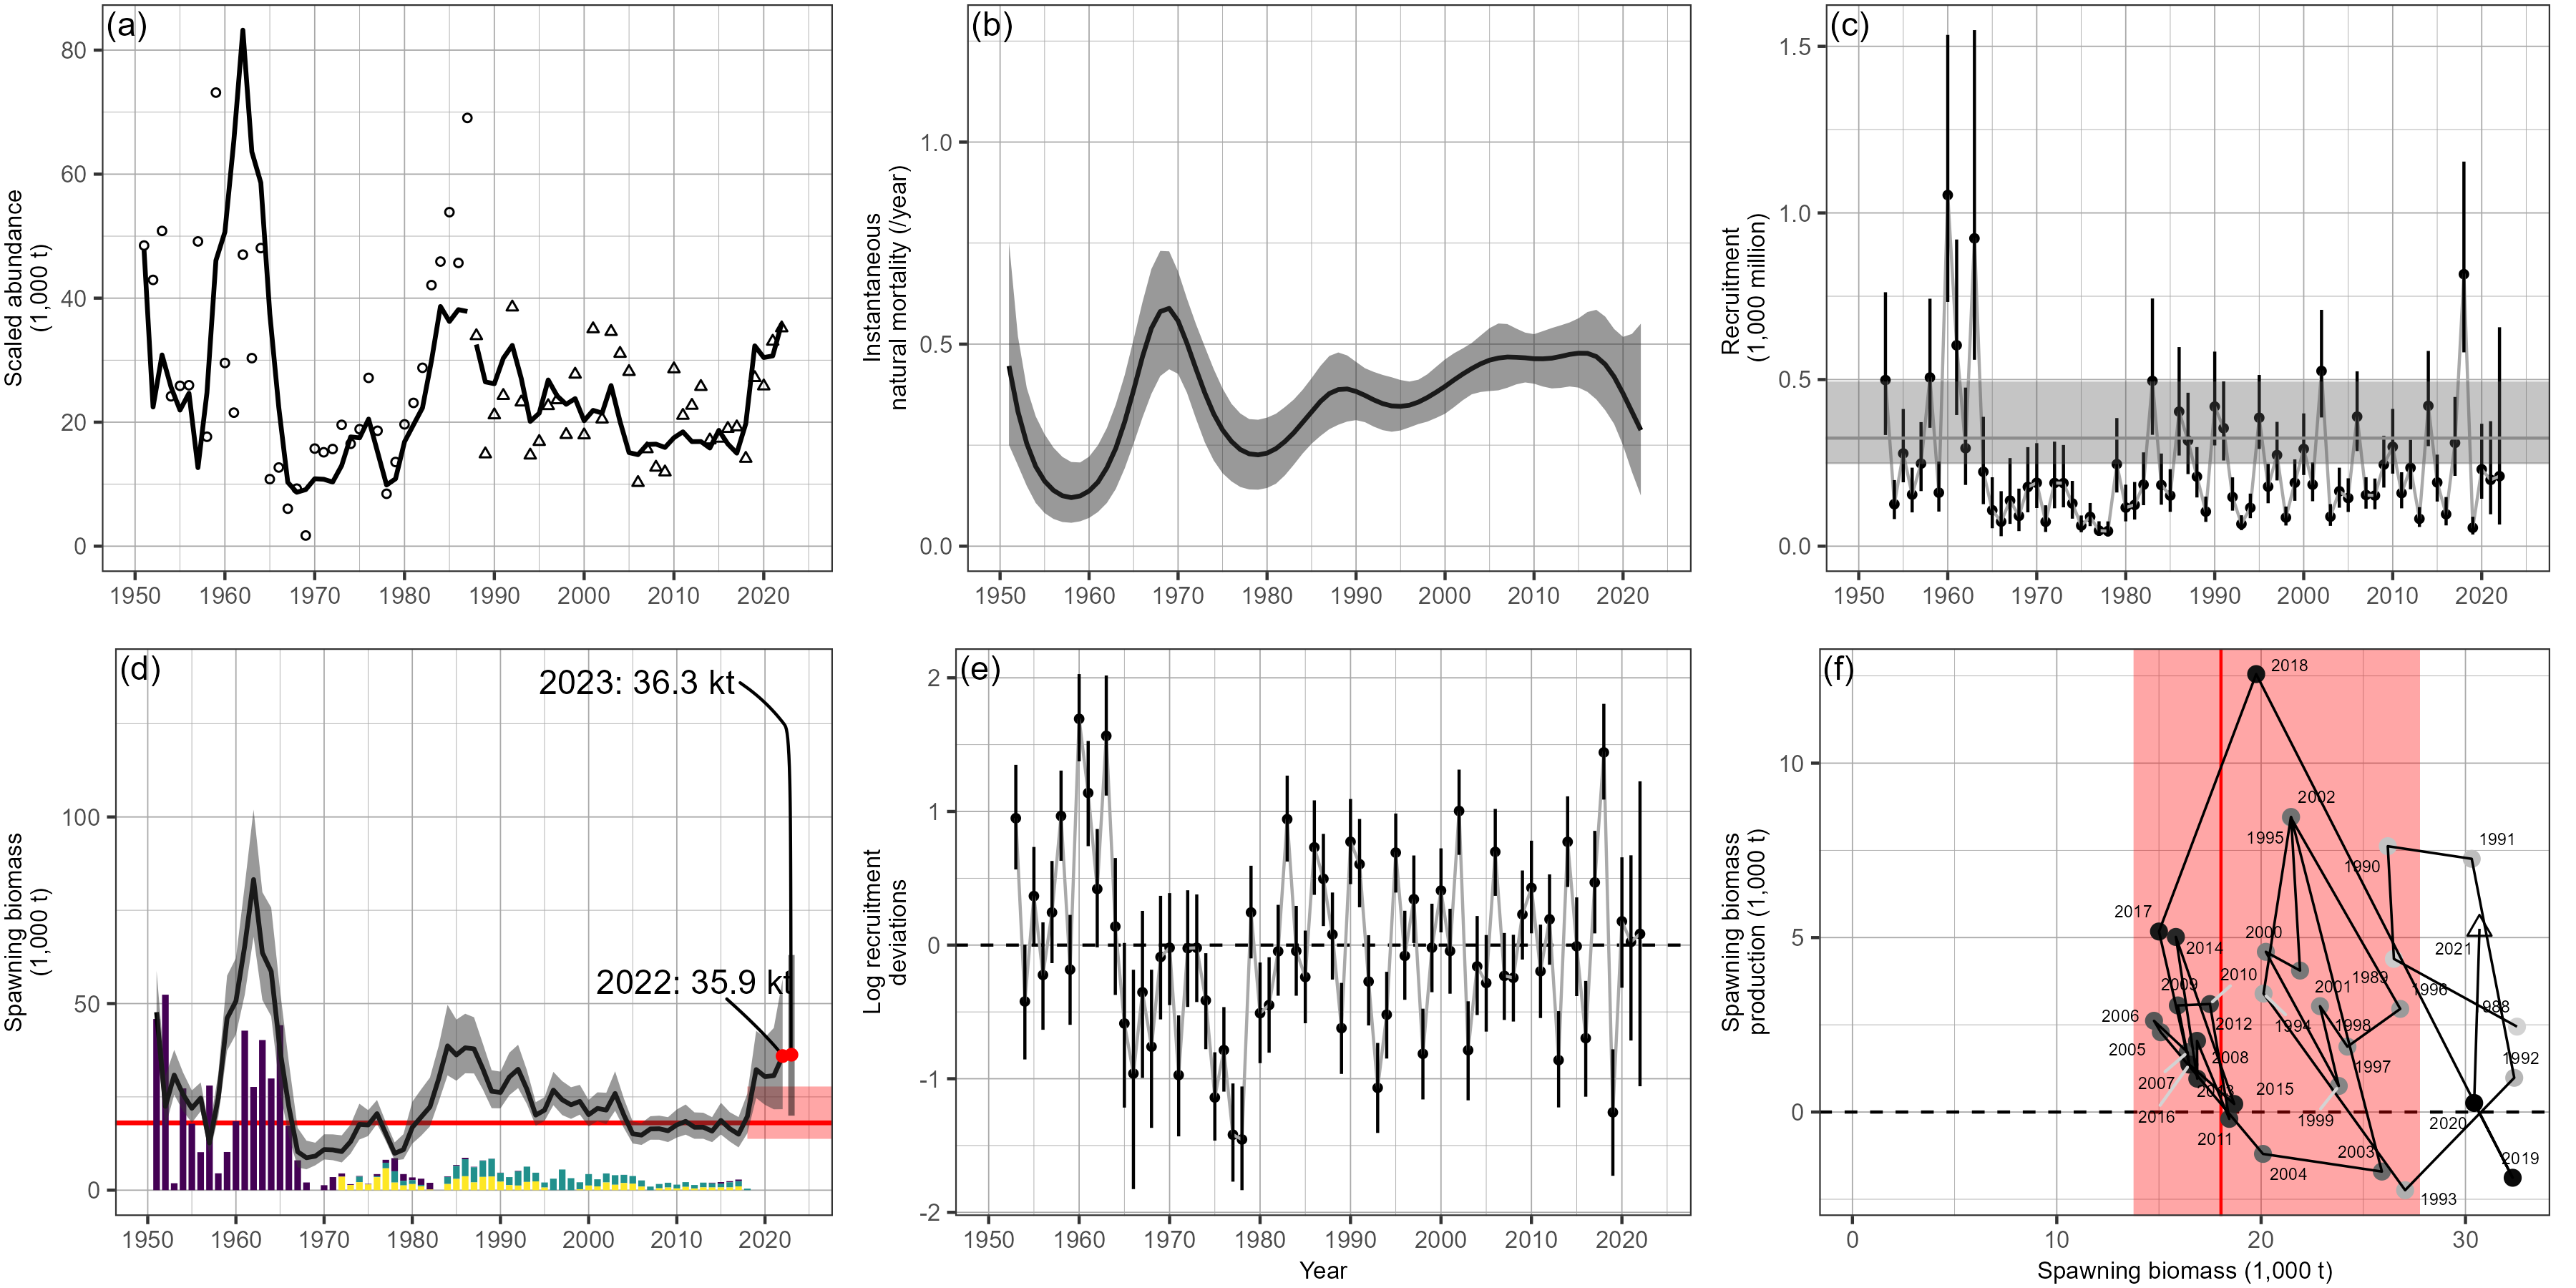 (a)
80
60
40
20
0
Scaled abundance
(1,000 t)
1950 1960 1970 1980 1990 2000 2010 2020
(b)
1.0
0.5
0.0
Instantaneous
natural mortality (/year)
1950 1960 1970 1980 1990 2000 2010 2020
(c)
1.5
1.0
0.5
0.0
Recruitment
(1,000 million)
1950 1960 1970 1980 1990 2000 2010 2020
(d)
2023: 36.3 kt
2022: 35.9 kt
100
50
0
Spawning biomass
(1,000 t)
1950 1960 1970 1980 1990 2000 2010 2020
(e)
2
1
0
-1
-2
Log recruitment
deviations
1950 1960 1970 1980 1990 2000 2010 2020
Year
(f)
10
5
0
Spawning biomass
production (1,000 t)
2018
2002
1995
1991
1990
2017
2000
2014
2021
2010
1989
2009
2001
1996
988
2006
2012
1994
1998
2005
2008
1992
1997
2007
2015
2016
1999
2011
2003
2020
2004
2019
1993
0 10 20 30
Spawning biomass (1,000 t)